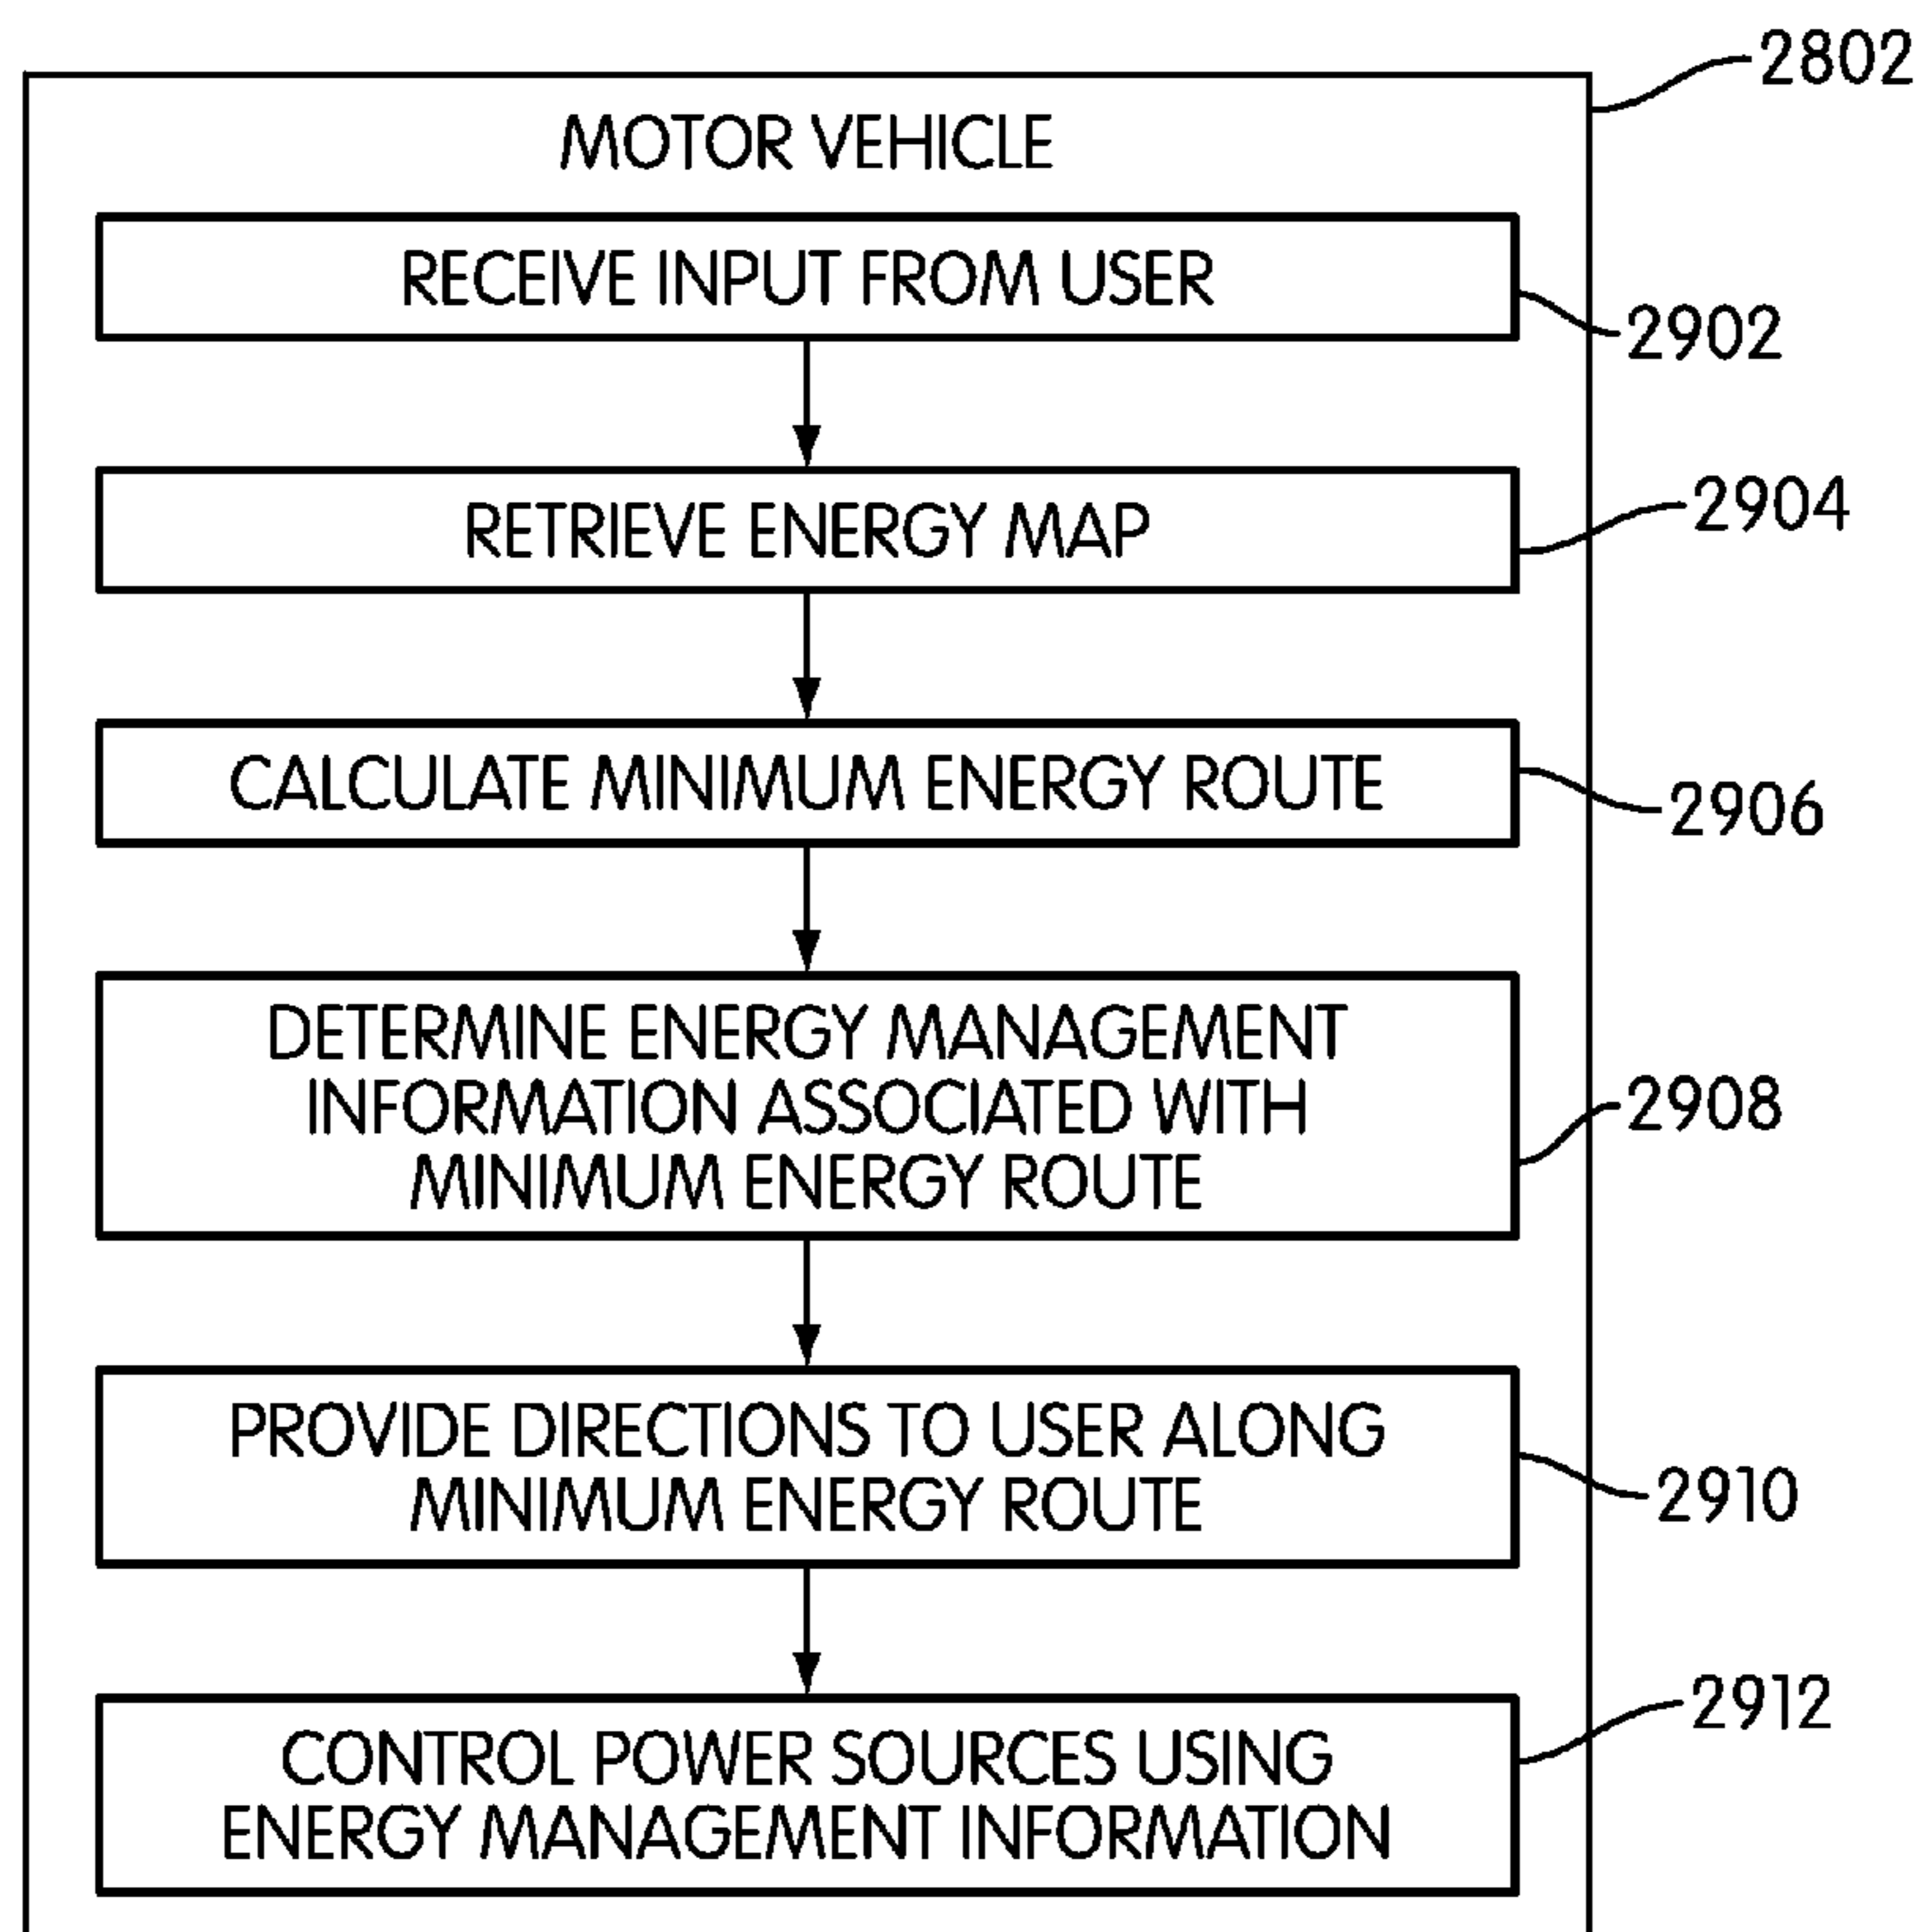 2802
MOTOR VEHICLE
RECEIVE INPUT FROM USER
2902
RETRIEVE ENERGY MAP
2904
CALCULATE MINIMUM ENERGY ROUTE
2906
DETERMINE ENERGY MANAGEMENT
INFORMATION ASSOCIATED WITH
MINIMUM ENERGY ROUTE
2908
PROVIDE DIRECTIONS TO USER ALONG
MINIMUM ENERGY ROUTE
2910
CONTROL POWER SOURCES USING
ENERGY MANAGEMENT INFORMATION
2912